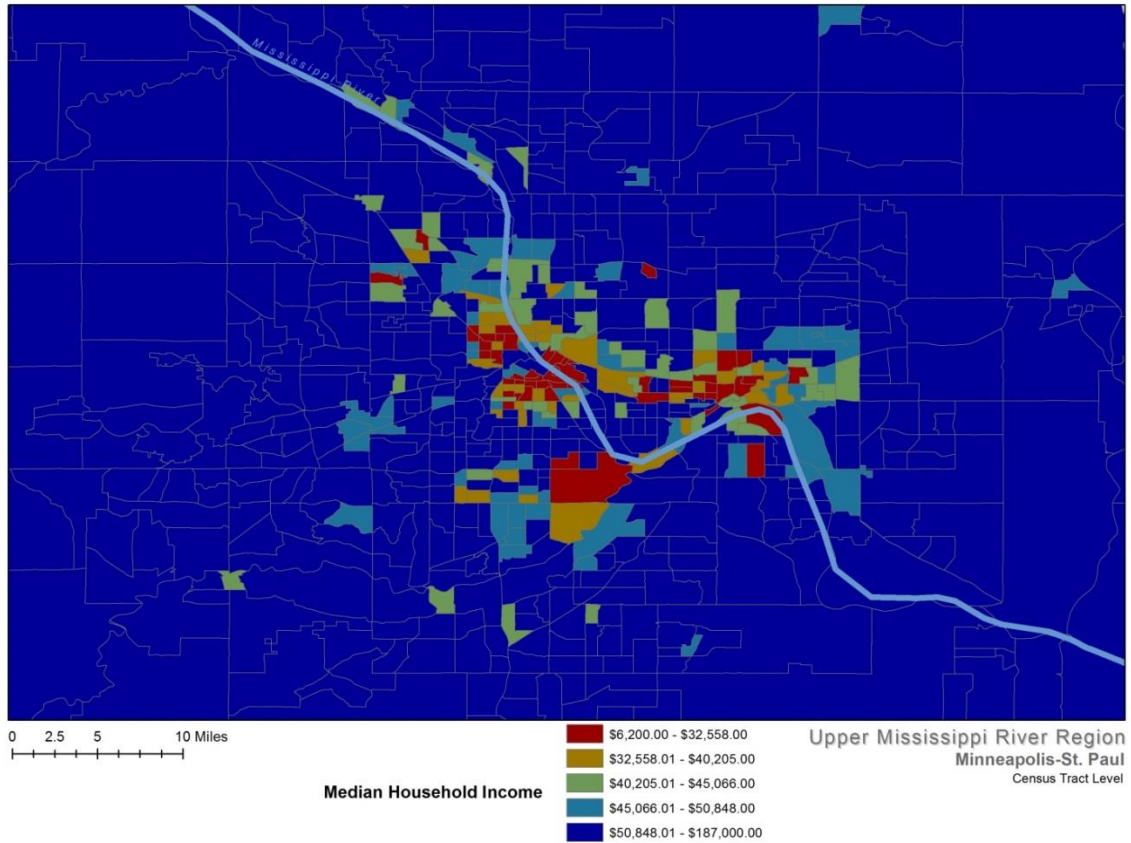 Mississippi River
0 2.5 5 10 Miles
Median Household Income
$6,200.00 - $32,558.00
$32,558.01 - $40,205.00
$40,205.01 - $45,066.00
$45,066.01 - $50,848.00
$50,848.01 - $187,000.00
Upper Mississippi River Region
Minneapolis-St. Paul
Census Tract Level